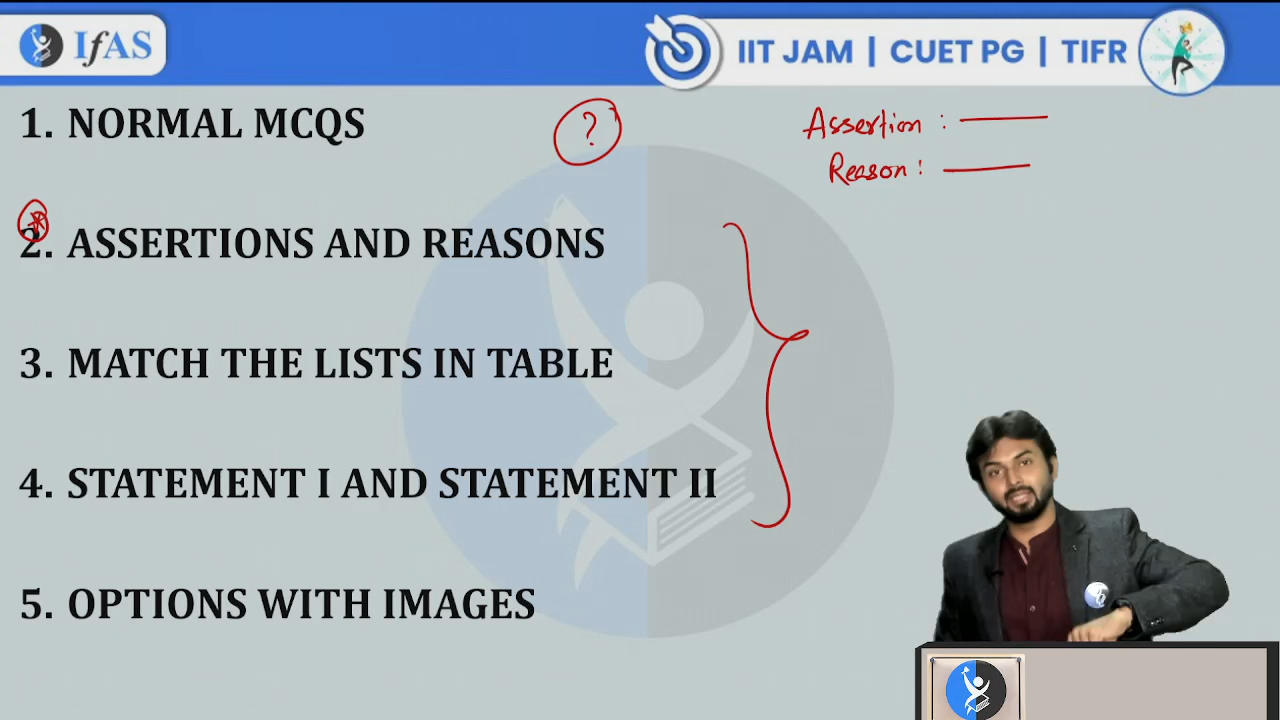 IfAS
IIT JAM | CUET PG | TIFR
1. NORMAL MCQS
?
Assertion :
Reason :
2. ASSERTIONS AND REASONS
3. MATCH THE LISTS IN TABLE
4. STATEMENT I AND STATEMENT II
5. OPTIONS WITH IMAGES